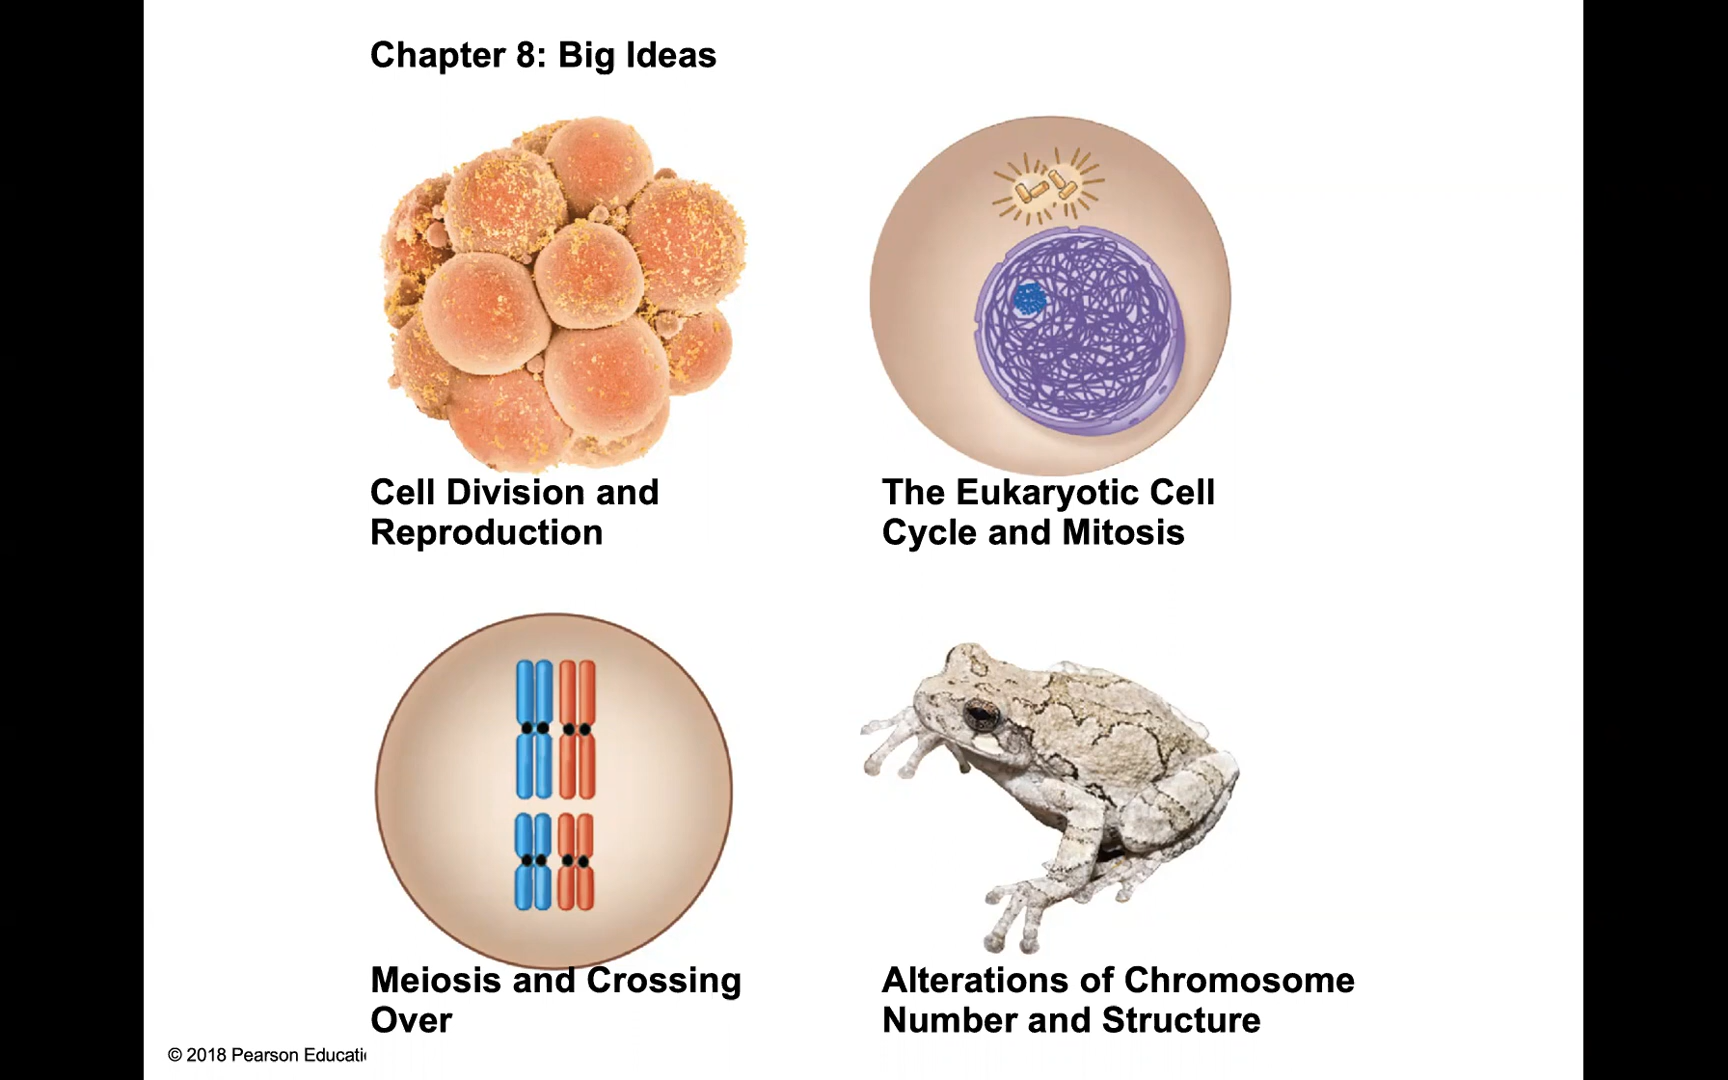 Chapter 8: Big Ideas
Cell Division and
Reproduction
The Eukaryotic Cell
Cycle and Mitosis
Meiosis and Crossing
Over
Alterations of Chromosome
Number and Structure
© 2018 Pearson Educati